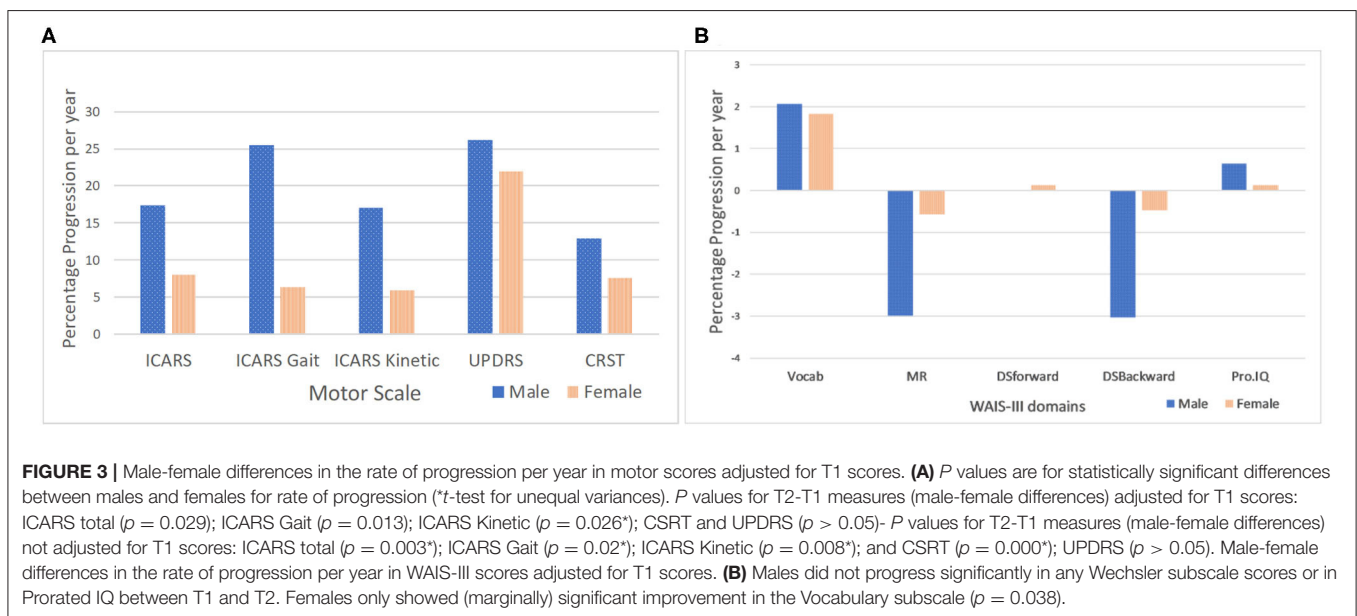 A
Percentage Progression per year
30
25
20
15
10
5
0
ICARS ICARS Gait ICARS Kinetic UPDRS CRST
Motor Scale
Male Female
B
Percentage Progression per year
3
2
1
0
-1
-2
-3
-4
Vocab MR DSforward DSBackward Pro.IQ
WAIS-III domains
Male Female
FIGURE 3 | Male-female differences in the rate of progression per year in motor scores adjusted for T1 scores. (A) P values are for statistically significant differences
between males and females for rate of progression (*t-test for unequal variances). P values for T2-T1 measures (male-female differences) adjusted for T1 scores:
ICARS total (p = 0.029); ICARS Gait (p = 0.013); ICARS Kinetic (p = 0.026*); CSRT and UPDRS (p > 0.05)- P values for T2-T1 measures (male-female differences)
not adjusted for T1 scores: ICARS total (p = 0.003*); ICARS Gait (p = 0.02*); ICARS Kinetic (p = 0.008*); and CSRT (p = 0.000*); UPDRS (p > 0.05). Male-female
differences in the rate of progression per year in WAIS-III scores adjusted for T1 scores. (B) Males did not progress significantly in any Wechsler subscale scores or in
Prorated IQ between T1 and T2. Females only showed (marginally) significant improvement in the Vocabulary subscale (p = 0.038).